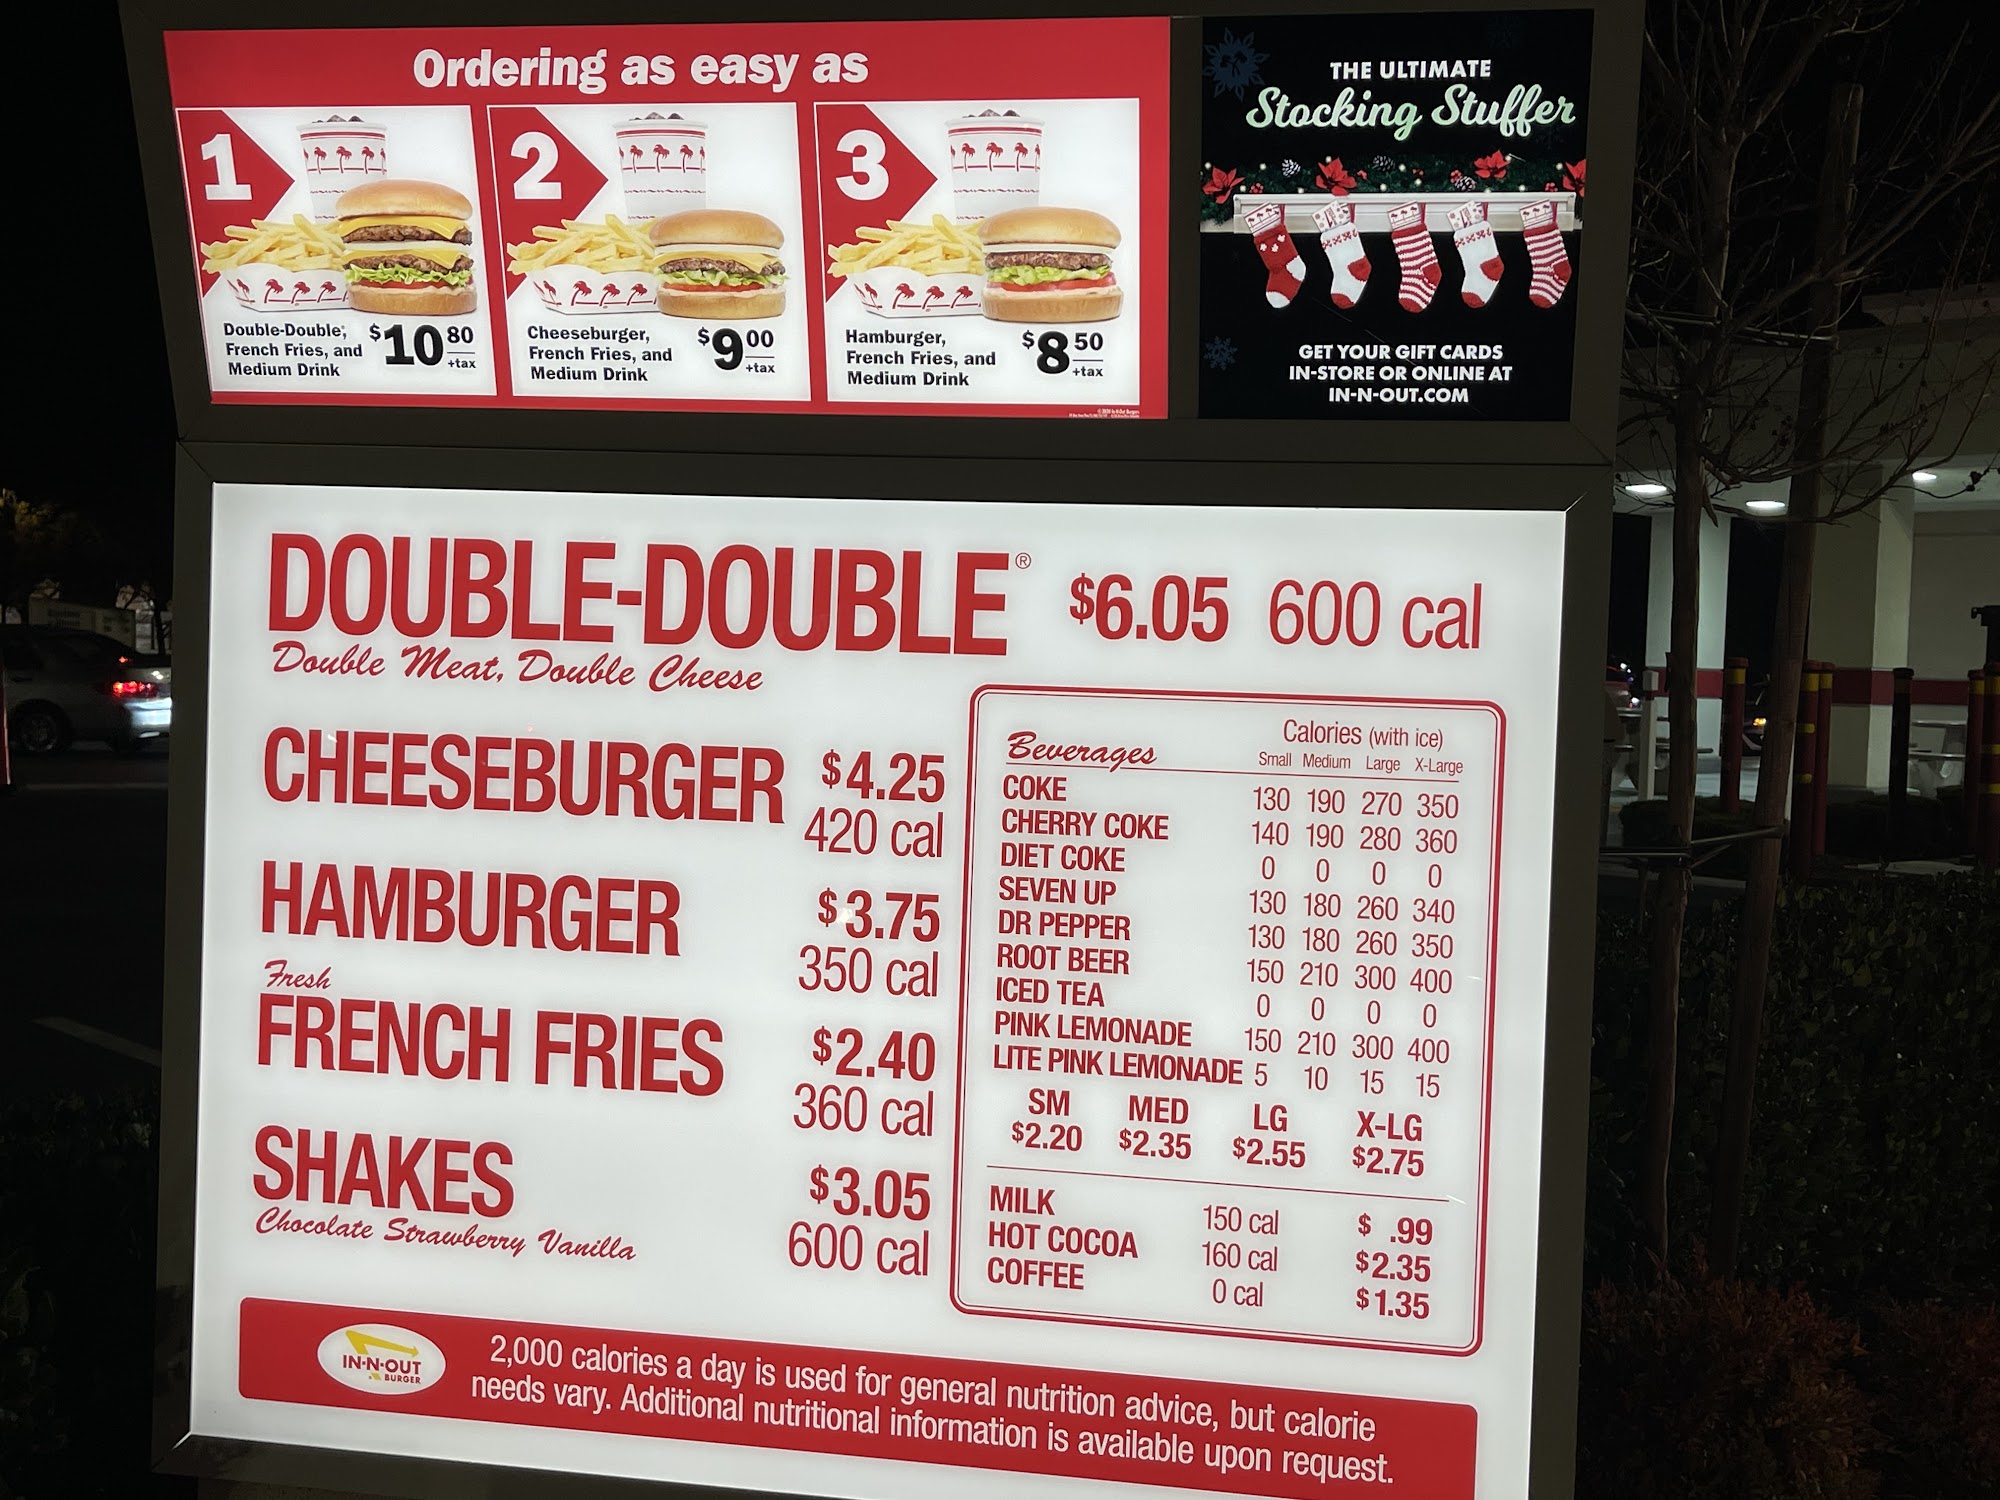 Ordering as easy as
1
Double-Double®,
French Fries, and
Medium Drink
$10 80
+tax
2
Cheeseburger,
French Fries, and
Medium Drink
$9 00
+tax
3
Hamburger,
French Fries, and
Medium Drink
$8 50
+tax
THE ULTIMATE
Stocking Stuffer
GET YOUR GIFT CARDS
IN-STORE OR ONLINE AT
IN-N-OUT.COM
DOUBLE-DOUBLE® $6.05 600 cal
Double Meat, Double Cheese
CHEESEBURGER $4.25
420 cal
HAMBURGER $3.75
350 cal
Fresh
FRENCH FRIES $2.40
360 cal
SHAKES $3.05
Chocolate Strawberry Vanilla 600 cal
Beverages Calories (with ice)
Small Medium Large X-Large
COKE 130 190 270 350
CHERRY COKE 140 190 280 360
DIET COKE 0 0 0 0
SEVEN UP 130 180 260 340
DR PEPPER 130 180 260 350
ROOT BEER 150 210 300 400
ICED TEA 0 0 0 0
PINK LEMONADE 150 210 300 400
LITE PINK LEMONADE 5 10 15 15
SM MED LG X-LG
$2.20 $2.35 $2.55 $2.75
MILK 150 cal $ .99
HOT COCOA 160 cal $2.35
COFFEE 0 cal $1.35
IN-N-OUT
BURGER
2,000 calories a day is used for general nutrition advice, but calorie
needs vary. Additional nutritional information is available upon request.